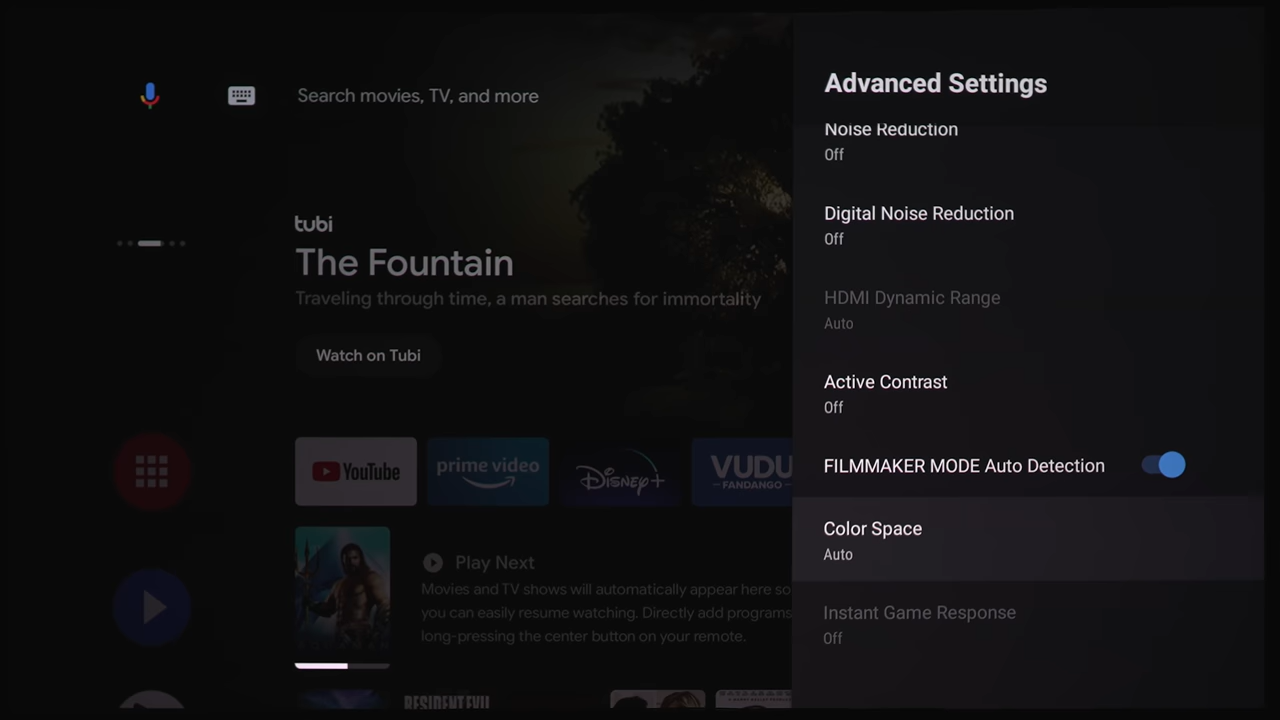 Search movies, TV, and more
tubi
The Fountain
Traveling through time, a man searches for immortality
Watch on Tubi
YouTube
prime video
Disney+
VUDU
FANDANGO
Play Next
Movies and TV shows will automatically appear here so
you can easily resume watching. Directly add programs
long-pressing the center button on your remote.
RESIDENT EVIL
Advanced Settings
Noise Reduction
Off
Digital Noise Reduction
Off
HDMI Dynamic Range
Auto
Active Contrast
Off
FILMMAKER MODE Auto Detection
Color Space
Auto
Instant Game Response
Off